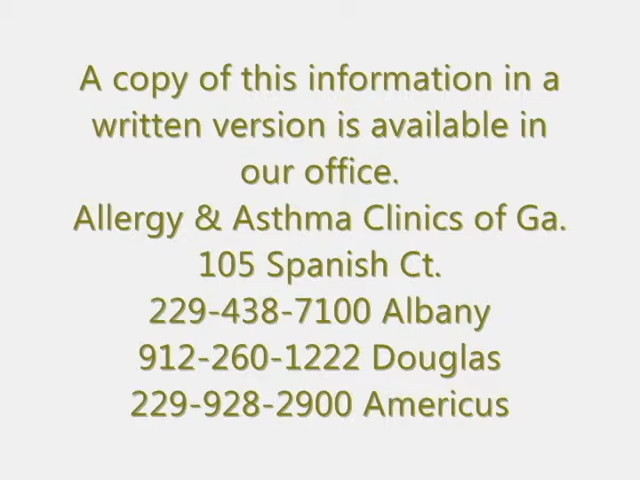 A copy of this information in a
written version is available in
our office.
Allergy & Asthma Clinics of Ga.
105 Spanish Ct.
229-438-7100 Albany
912-260-1222 Douglas
229-928-2900 Americus